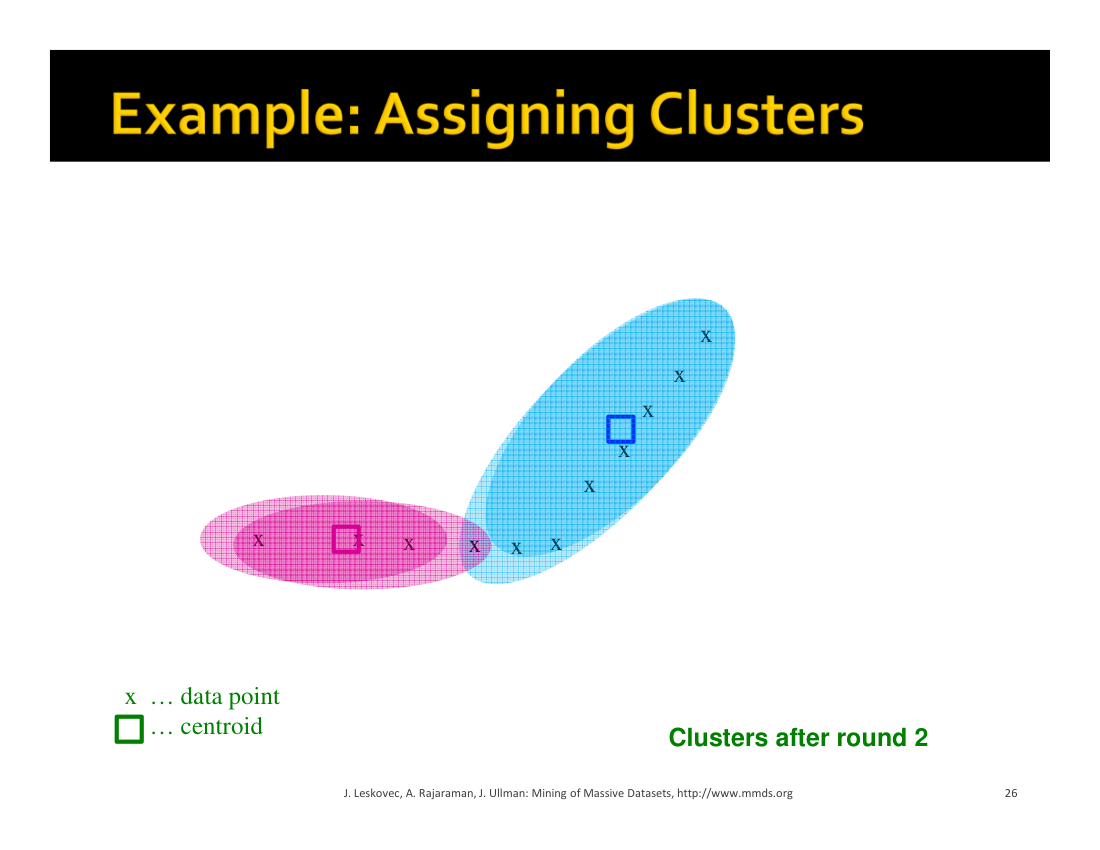 Example: Assigning Clusters
x
x
x
x
x
x x x x x x
x … data point
… centroid
Clusters after round 2
J. Leskovec, A. Rajaraman, J. Ullman: Mining of Massive Datasets, http://www.mmds.org
26